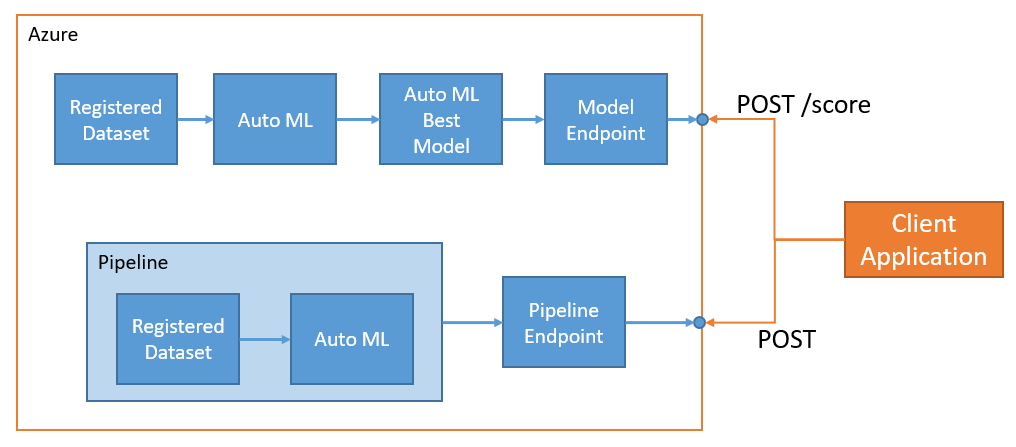 Azure
Registered
Dataset
Auto ML
Auto ML
Best
Model
Model
Endpoint
POST /score
Client
Application
Pipeline
Registered
Dataset
Auto ML
Pipeline
Endpoint
POST